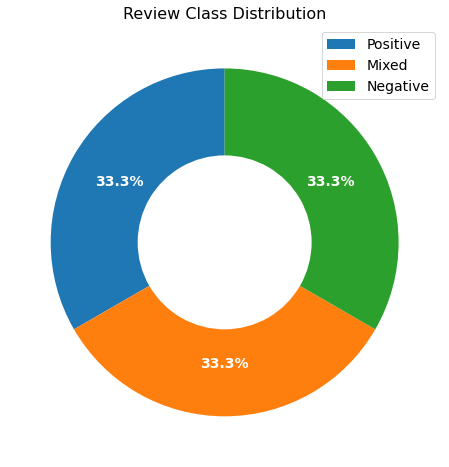 Review Class Distribution
Positive
Mixed
Negative
33.3%
33.3%
33.3%